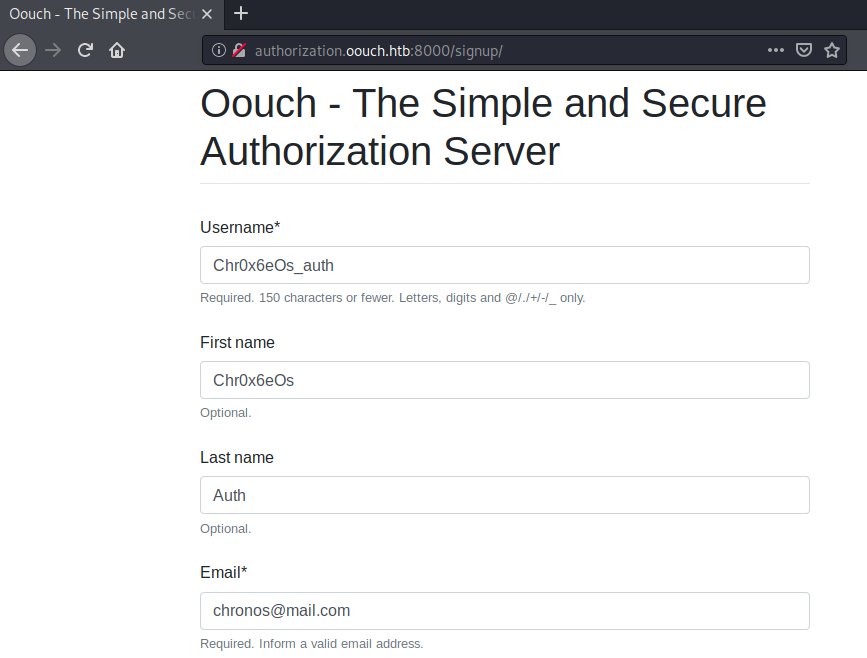 Oouch - The Simple and Sec
authorization.oouch.htb:8000/signup/
Oouch - The Simple and Secure
Authorization Server
Username*
Chr0x6eOs_auth
Required. 150 characters or fewer. Letters, digits and @/./+/-/_ only.
First name
Chr0x6eOs
Optional.
Last name
Auth
Optional.
Email*
chronos@mail.com
Required. Inform a valid email address.